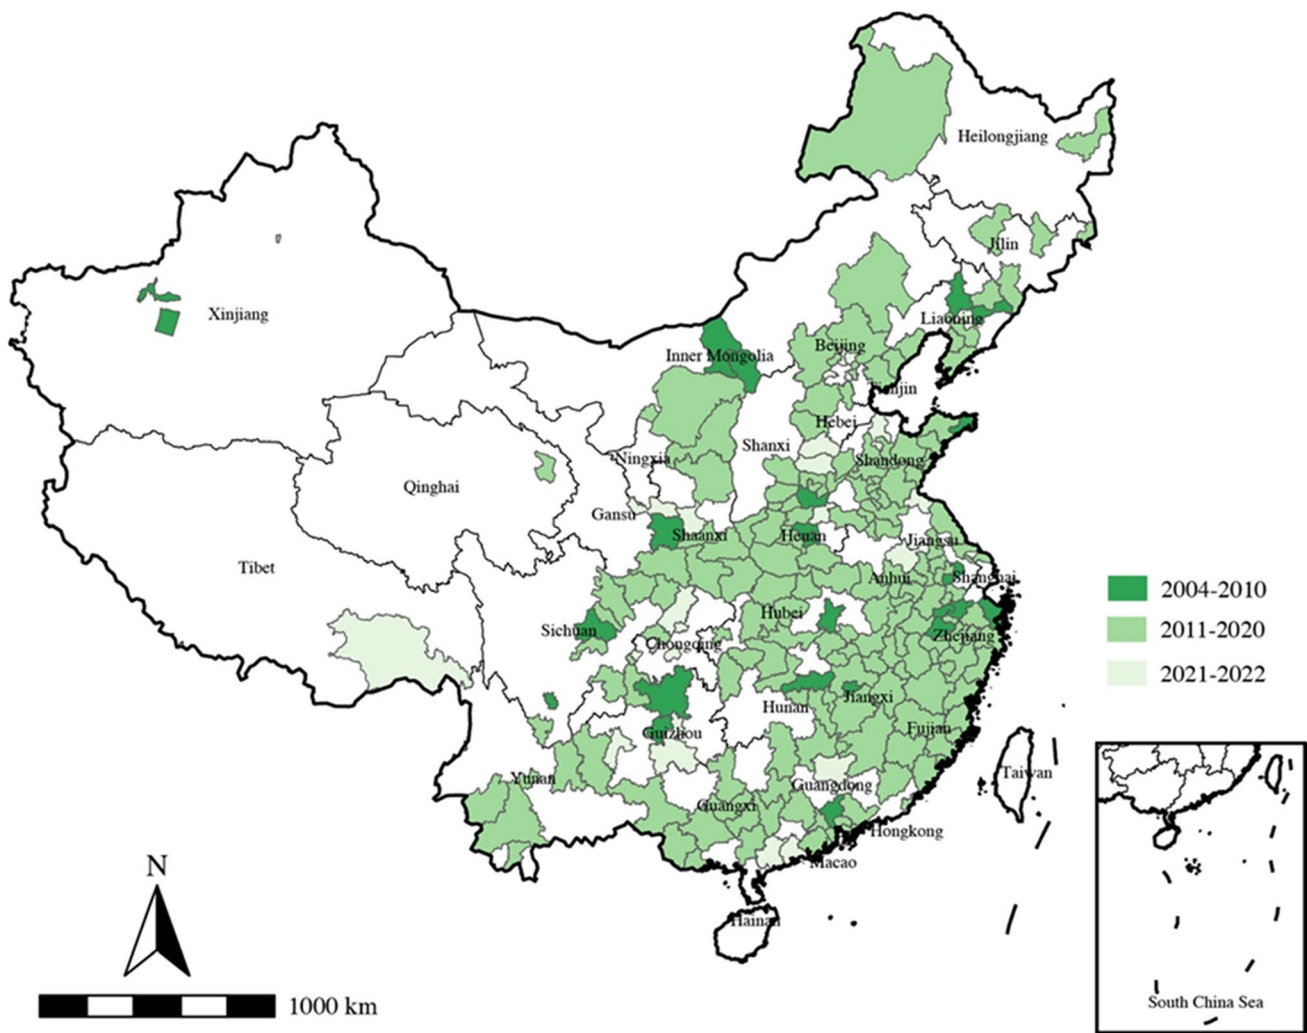 Heilongjiang
Jilin
Xinjiang
Liaoning
Beijing
Inner Mongolia
Tianjin
Hebei
Shanxi
Shandong
Ningxia
Qinghai
Gansu
Shaanxi
Henan
Jiangsu
Tibet
Anhui
Shanghai
Hubei
Sichuan
Zhejiang
Chongqing
Jiangxi
Hunan
Guizhou
Fujian
Taiwan
Yunan
Guangdong
Guangxi
Hongkong
Macao
Hainan
2004-2010
2011-2020
2021-2022
N
1000 km
South China Sea